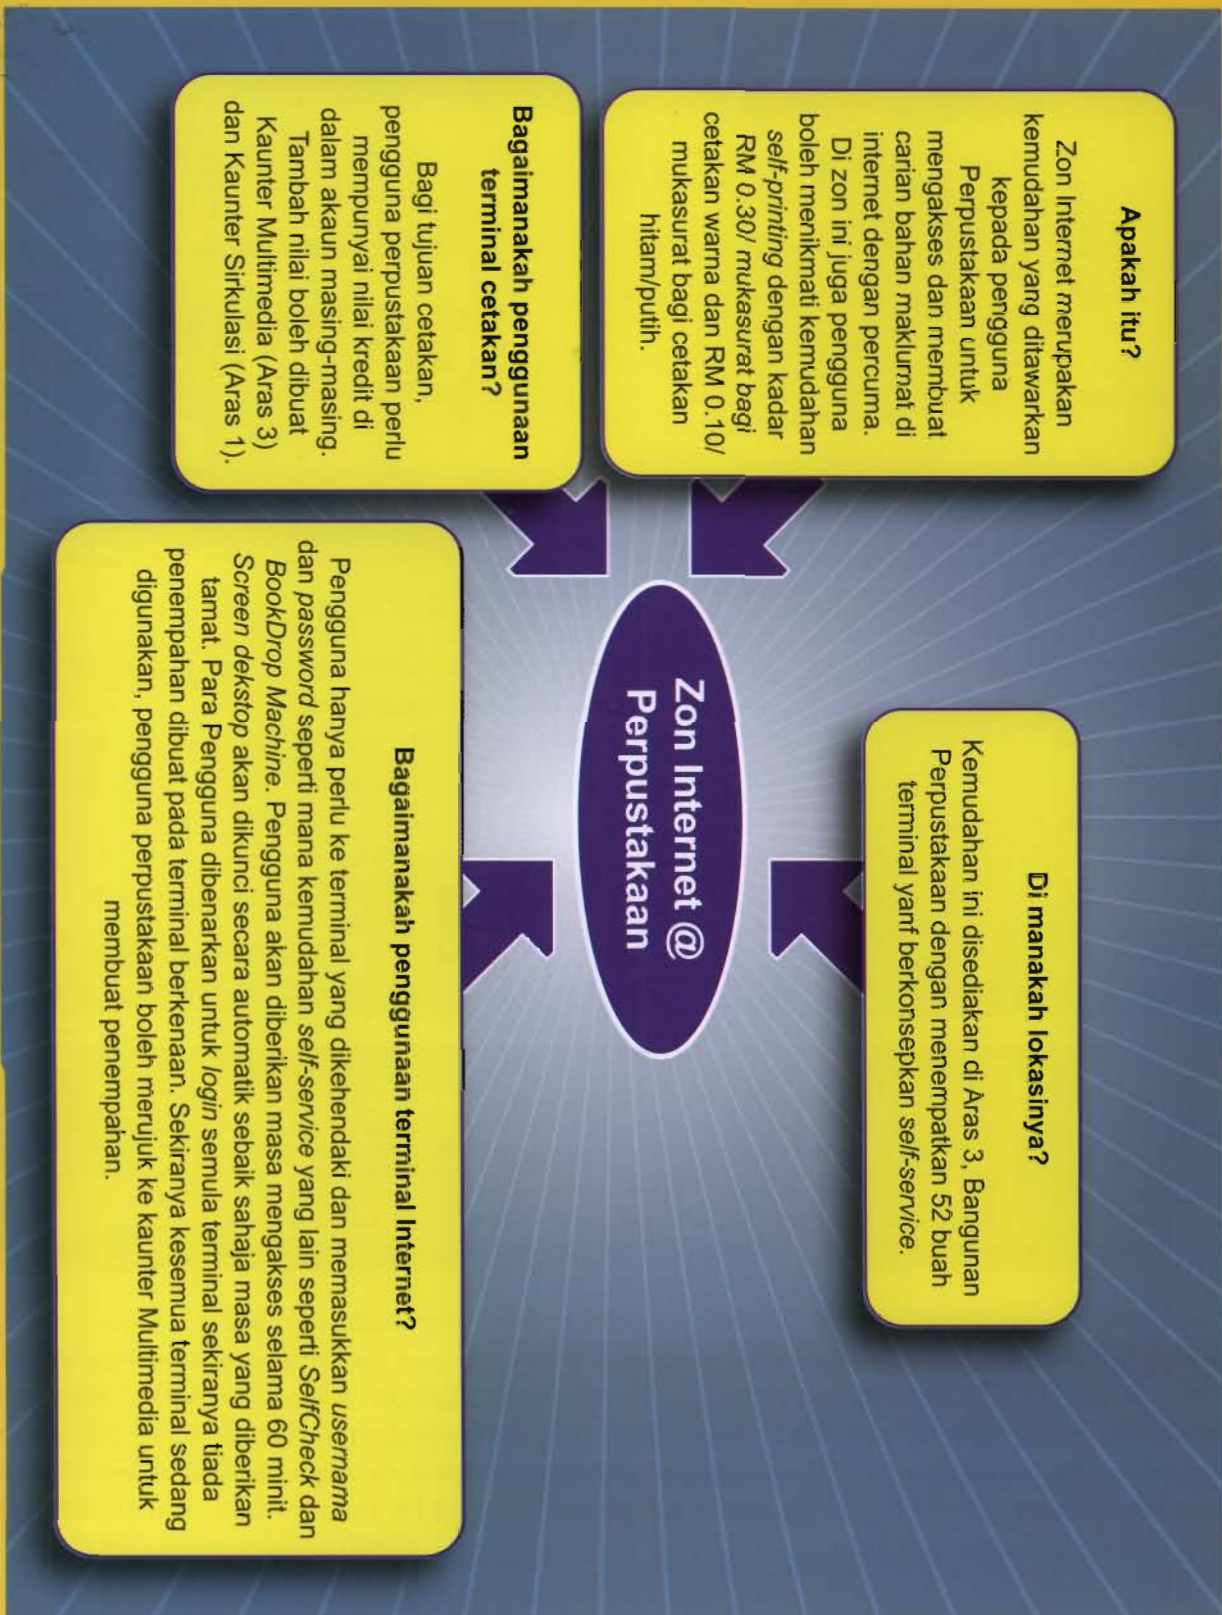 Apakah itu?
Zon Internet merupakan
kemudahan yang ditawarkan
kepada pengguna
Perpustakaan untuk
mengakses dan membuat
carian bahan maklumat di
internet dengan percuma.
Di zon ini juga pengguna
boleh menikmati kemudahan
self-printing dengan kadar
RM 0.30/ mukasurat bagi
cetakan warna dan RM 0.10/
mukasurat bagi cetakan
hitam/putih.
Di manakah lokasinya?
Kemudahan ini disediakan di Aras 3, Bangunan
Perpustakaan dengan menempatkan 52 buah
terminal yanf berkonsepkan self-service.
Zon Internet @
Perpustakaan
Bagaimanakah penggunaan
terminal cetakan?
Bagi tujuan cetakan,
pengguna perpustakaan perlu
mempunyai nilai kredit di
dalam akaun masing-masing.
Tambah nilai boleh dibuat
Kaunter Multimedia (Aras 3)
dan Kaunter Sirkulasi (Aras 1).
Bagaimanakah penggunaan terminal Internet?
Pengguna hanya perlu ke terminal yang dikehendaki dan memasukkan usernama
dan password seperti mana kemudahan self-service yang lain seperti SelfCheck dan
BookDrop Machine. Pengguna akan diberikan masa mengakses selama 60 minit.
Screen dekstop akan dikunci secara automatik sebaik sahaja masa yang diberikan
tamat. Para Pengguna dibenarkan untuk login semula terminal sekiranya tiada
penempahan dibuat pada terminal berkenaan. Sekiranya kesemua terminal sedang
digunakan, pengguna perpustakaan boleh merujuk ke kaunter Multimedia untuk
membuat penempahan.